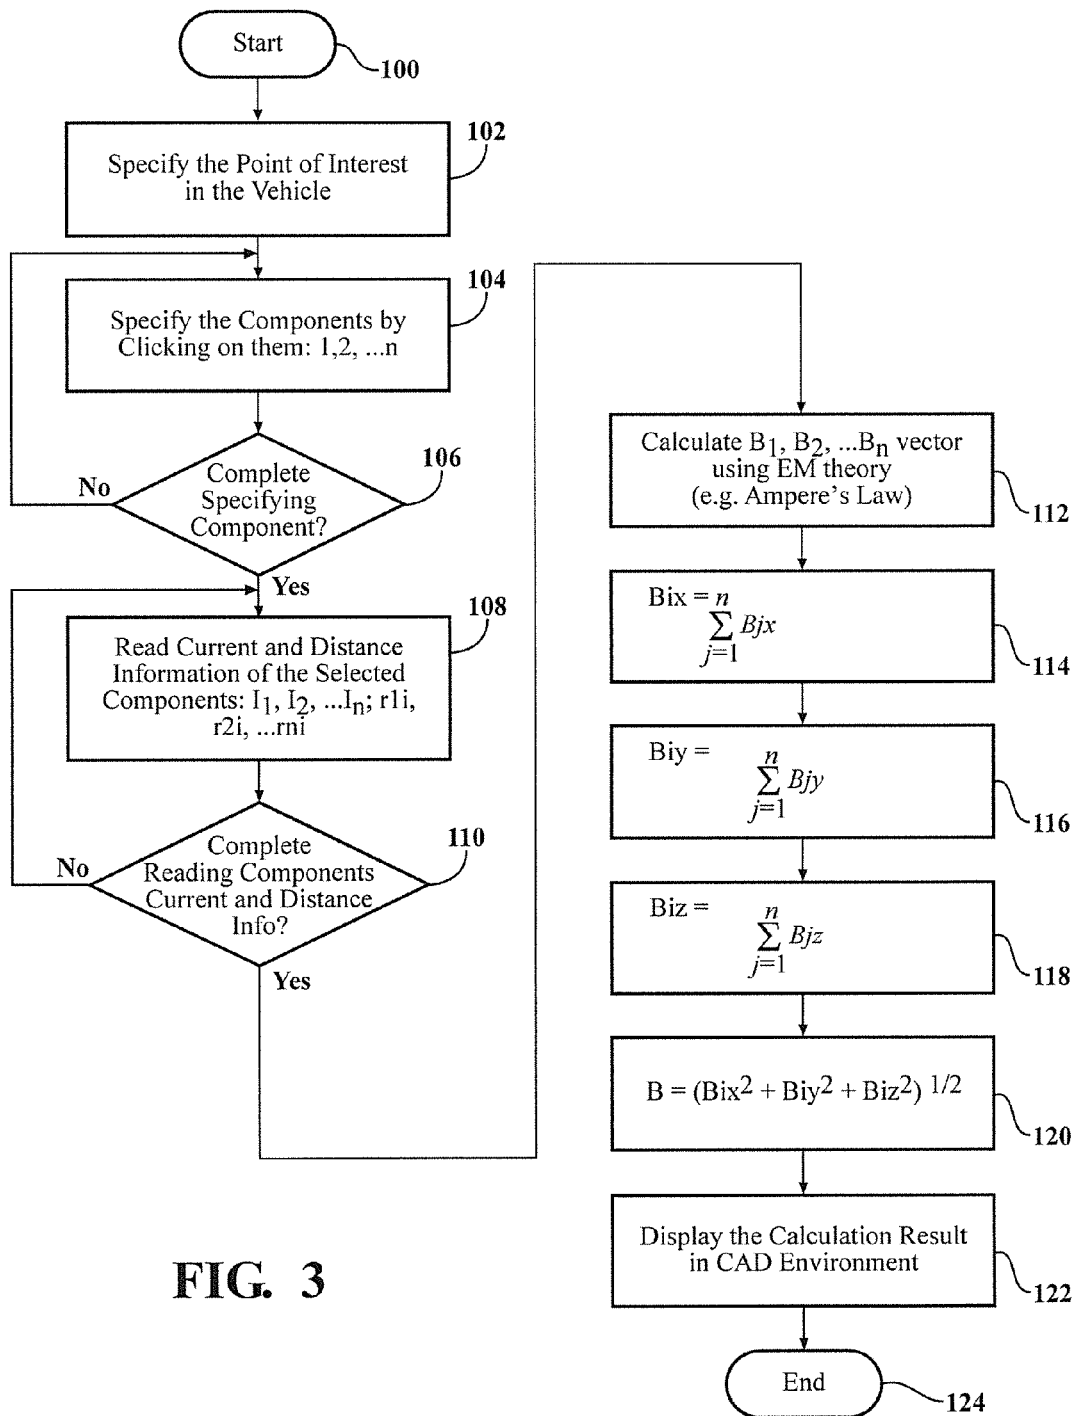 Start
100
102
Specify the Point of Interest
in the Vehicle
104
Specify the Components by
Clicking on them: 1,2, ...n
106
Complete
Specifying
Component?
No
Yes
108
Read Current and Distance
Information of the Selected
Components: I1, I2, ...In; r1i,
r2i, ...rni
110
Complete
Reading Components
Current and Distance
Info?
No
Yes
Calculate B1, B2, ...Bn vector
using EM theory
(e.g. Ampere's Law)
112
Bix = n
∑ Bjx
j=1
114
Biy =
n
∑ Bjy
j=1
116
Biz =
n
∑ Bjz
j=1
118
B = (Bix² + Biy² + Biz²) 1/2
120
Display the Calculation Result
in CAD Environment
122
End
124
FIG. 3